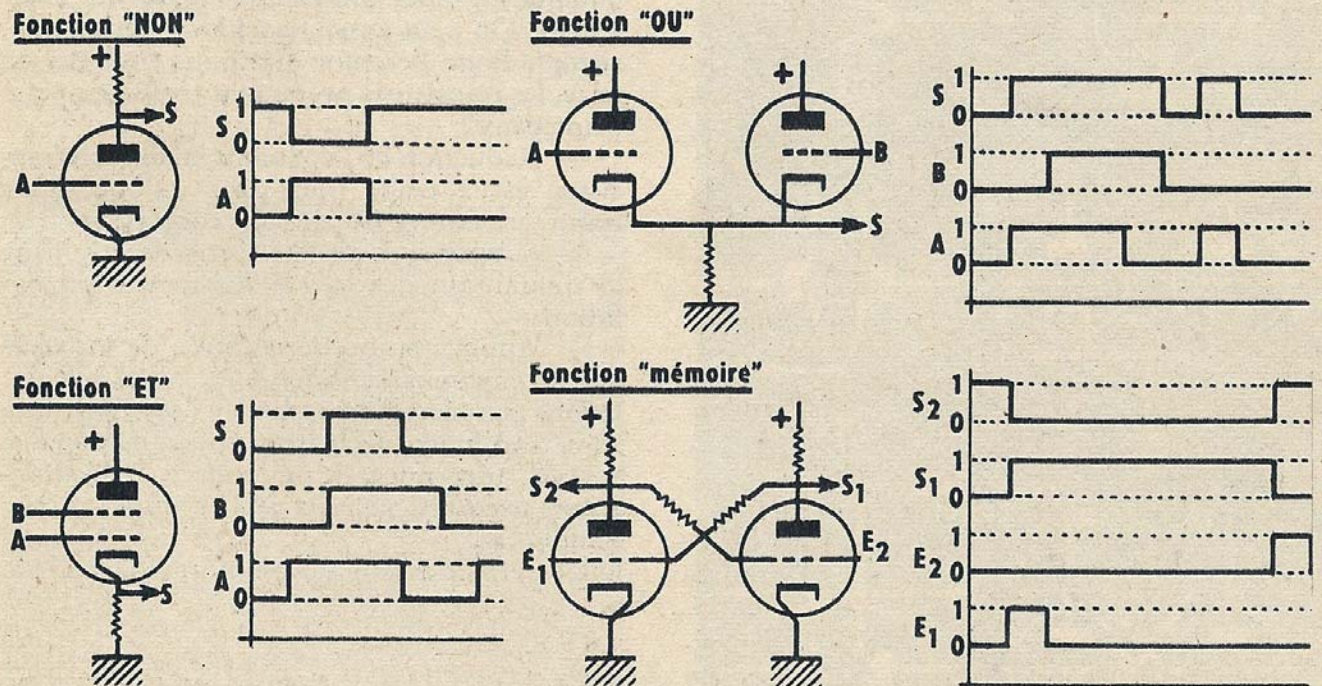 Fonction "NON"
+
S
A
S 1
0
A 1
0
Fonction "OU"
+ +
A B
S
S 1
0
B 1
0
A 1
0
Fonction "ET"
+
B
A
S
S 1
0
B 1
0
A 1
0
Fonction "mémoire"
+ +
S2 S1
E1 E2
S2 1
0
S1 1
0
E2 1
0
E1 1
0